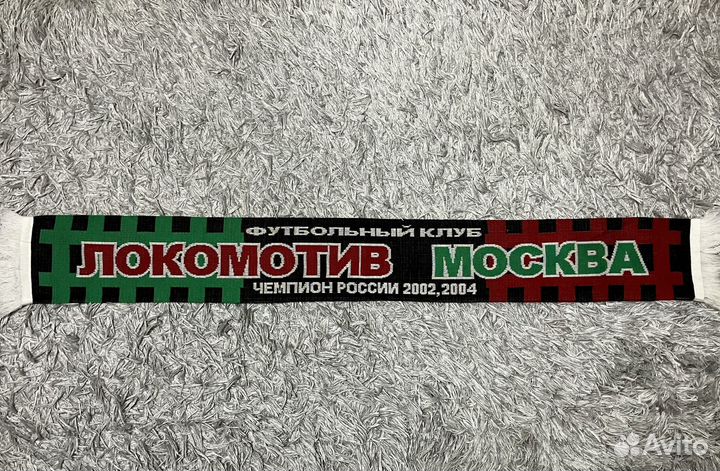 ФУТБОЛЬНЫЙ КЛУБ
ЛОКОМОТИВ МОСКВА
ЧЕМПИОН РОССИИ 2002,2004
Avito